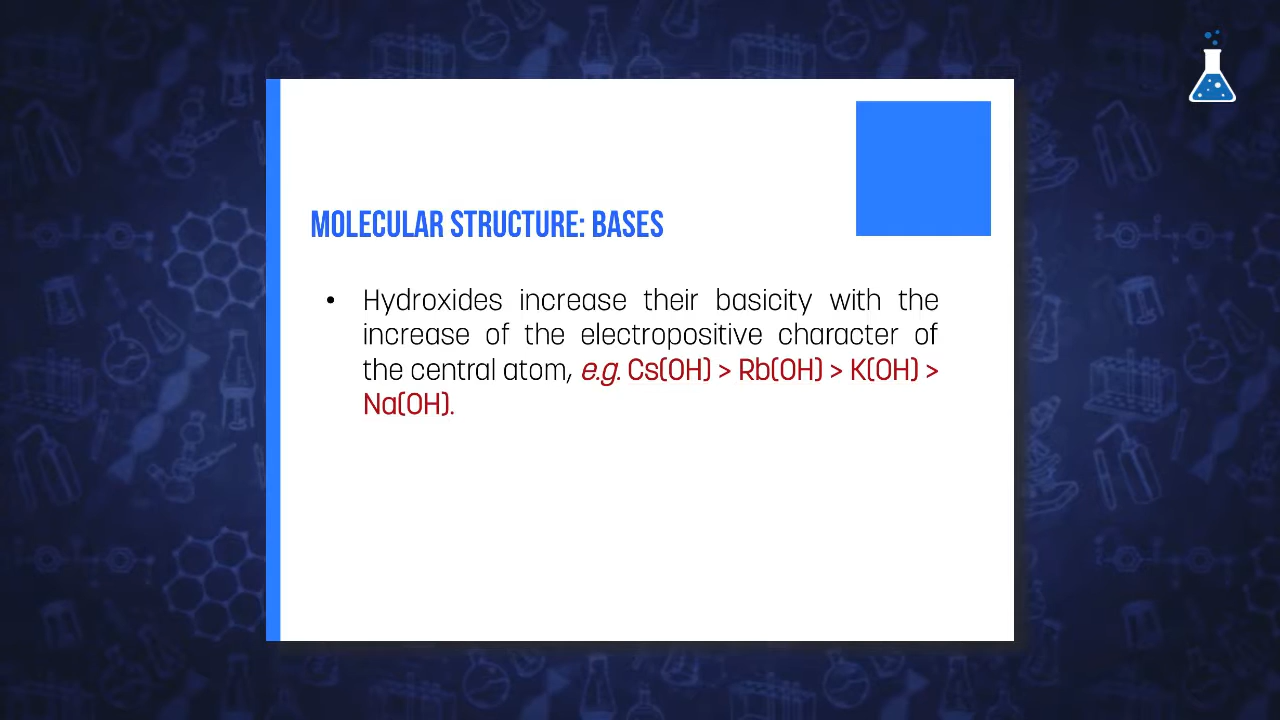 MOLECULAR STRUCTURE: BASES
• Hydroxides increase their basicity with the
increase of the electropositive character of
the central atom, e.g. Cs(OH) > Rb(OH) > K(OH) >
Na(OH).